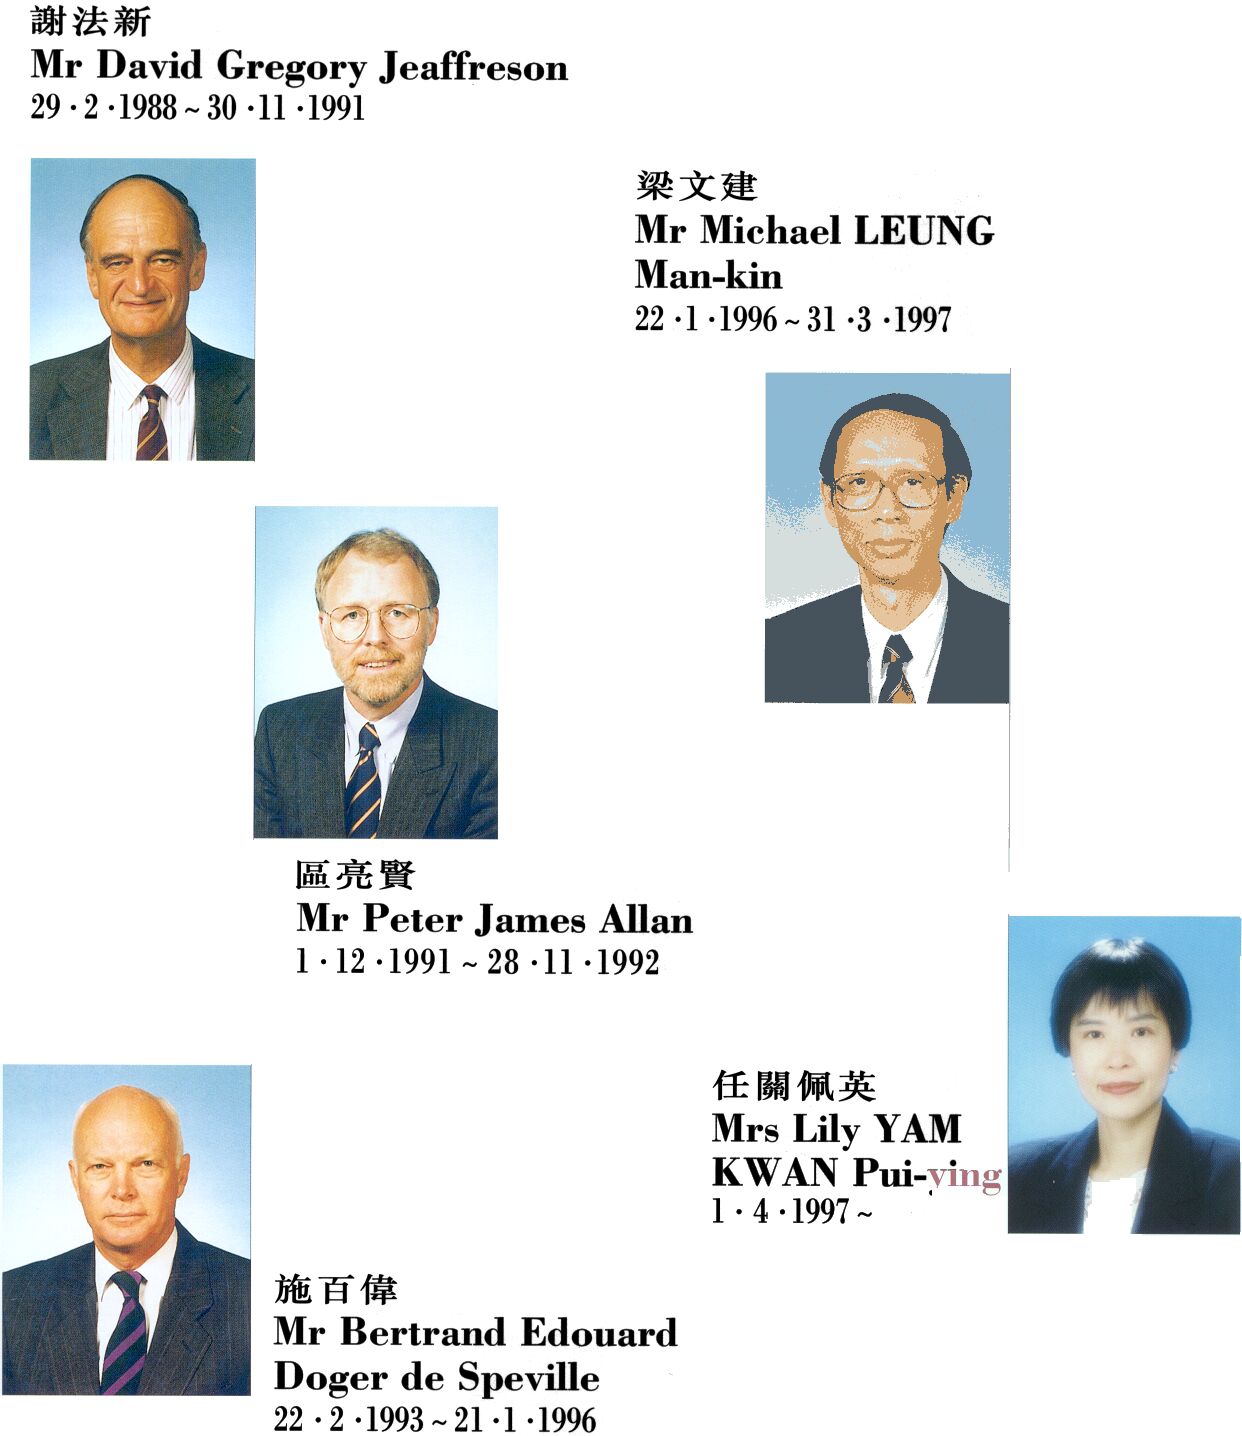 謝法新
Mr David Gregory Jeaffreson
29·2·1988~30·11·1991
梁文建
Mr Michael LEUNG
Man-kin
22·1·1996~31·3·1997
區亮賢
Mr Peter James Allan
1·12·1991~28·11·1992
任關佩英
Mrs Lily YAM
KWAN Pui-ying
1·4·1997~
施百偉
Mr Bertrand Edouard
Doger de Speville
22·2·1993~21·1·1996